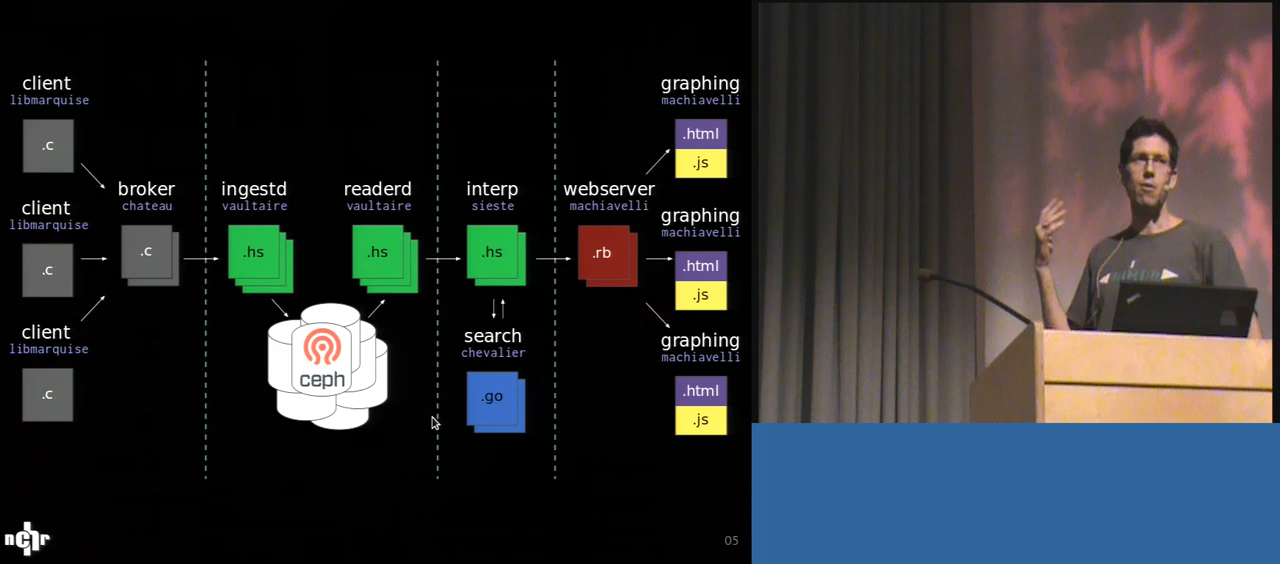 client
libmarquise
.c
client
libmarquise
.c
client
libmarquise
.c
broker
chateau
.c
ingestd
vaultaire
.hs
readerd
vaultaire
.hs
ceph
interp
sieste
.hs
search
chevalier
.go
webserver
machiavelli
.rb
graphing
machiavelli
.html
.js
graphing
machiavelli
.html
.js
graphing
machiavelli
.html
.js
05